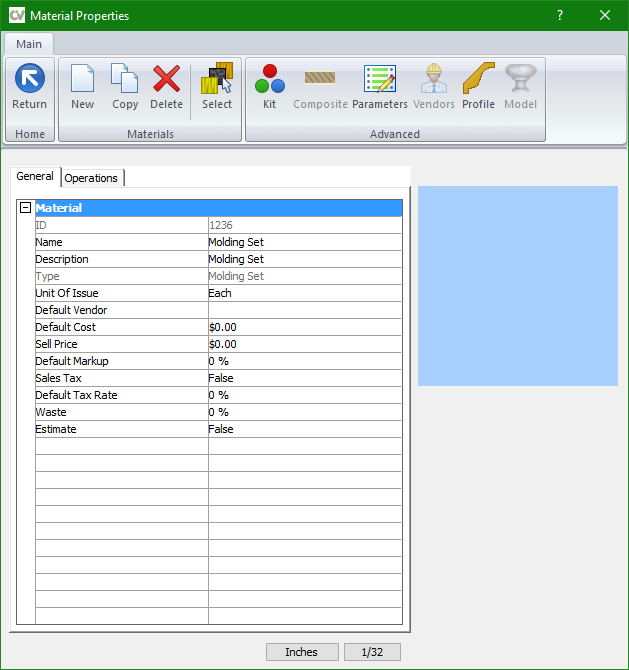 CV Material Properties ?
Main
Return New Copy Delete Select Kit Composite Parameters Vendors Profile Model
Home Materials Advanced
General Operations
Material
ID 1236
Name Molding Set
Description Molding Set
Type Molding Set
Unit Of Issue Each
Default Vendor
Default Cost $0.00
Sell Price $0.00
Default Markup 0 %
Sales Tax False
Default Tax Rate 0 %
Waste 0 %
Estimate False
Inches 1/32